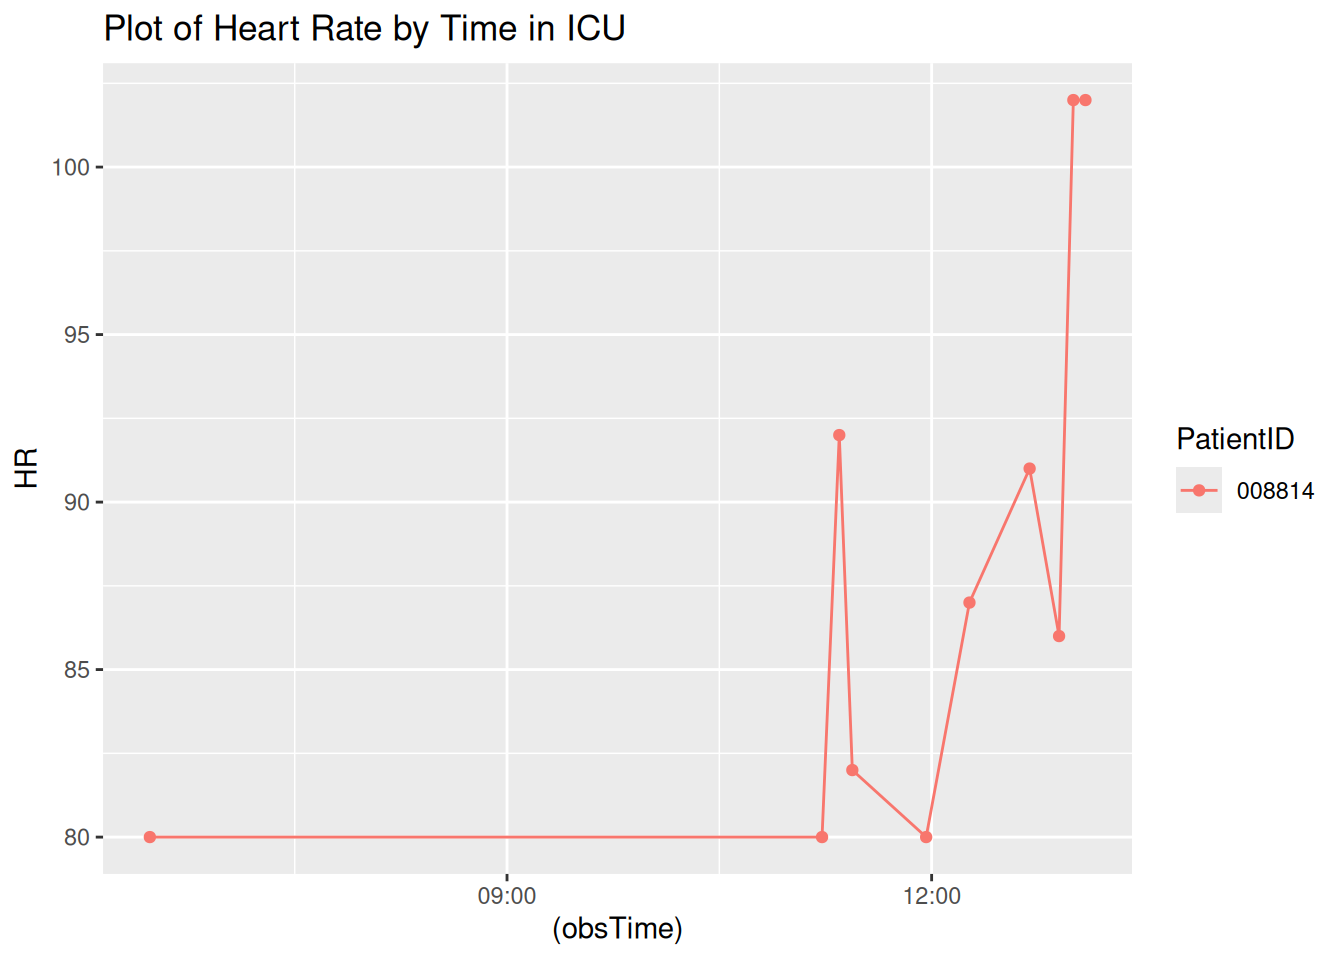 Plot of Heart Rate by Time in ICU
100
95
90
85
80
HR
09:00
12:00
(obsTime)
PatientID
008814